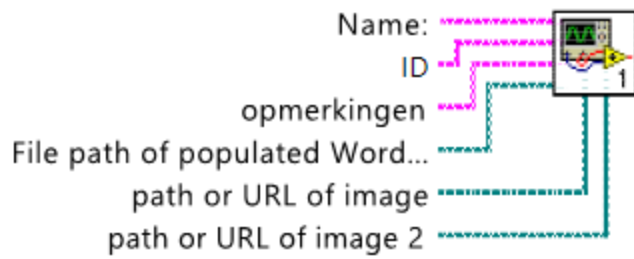 Name:
ID
opmerkingen
File path of populated Word...
path or URL of image
path or URL of image 2
1